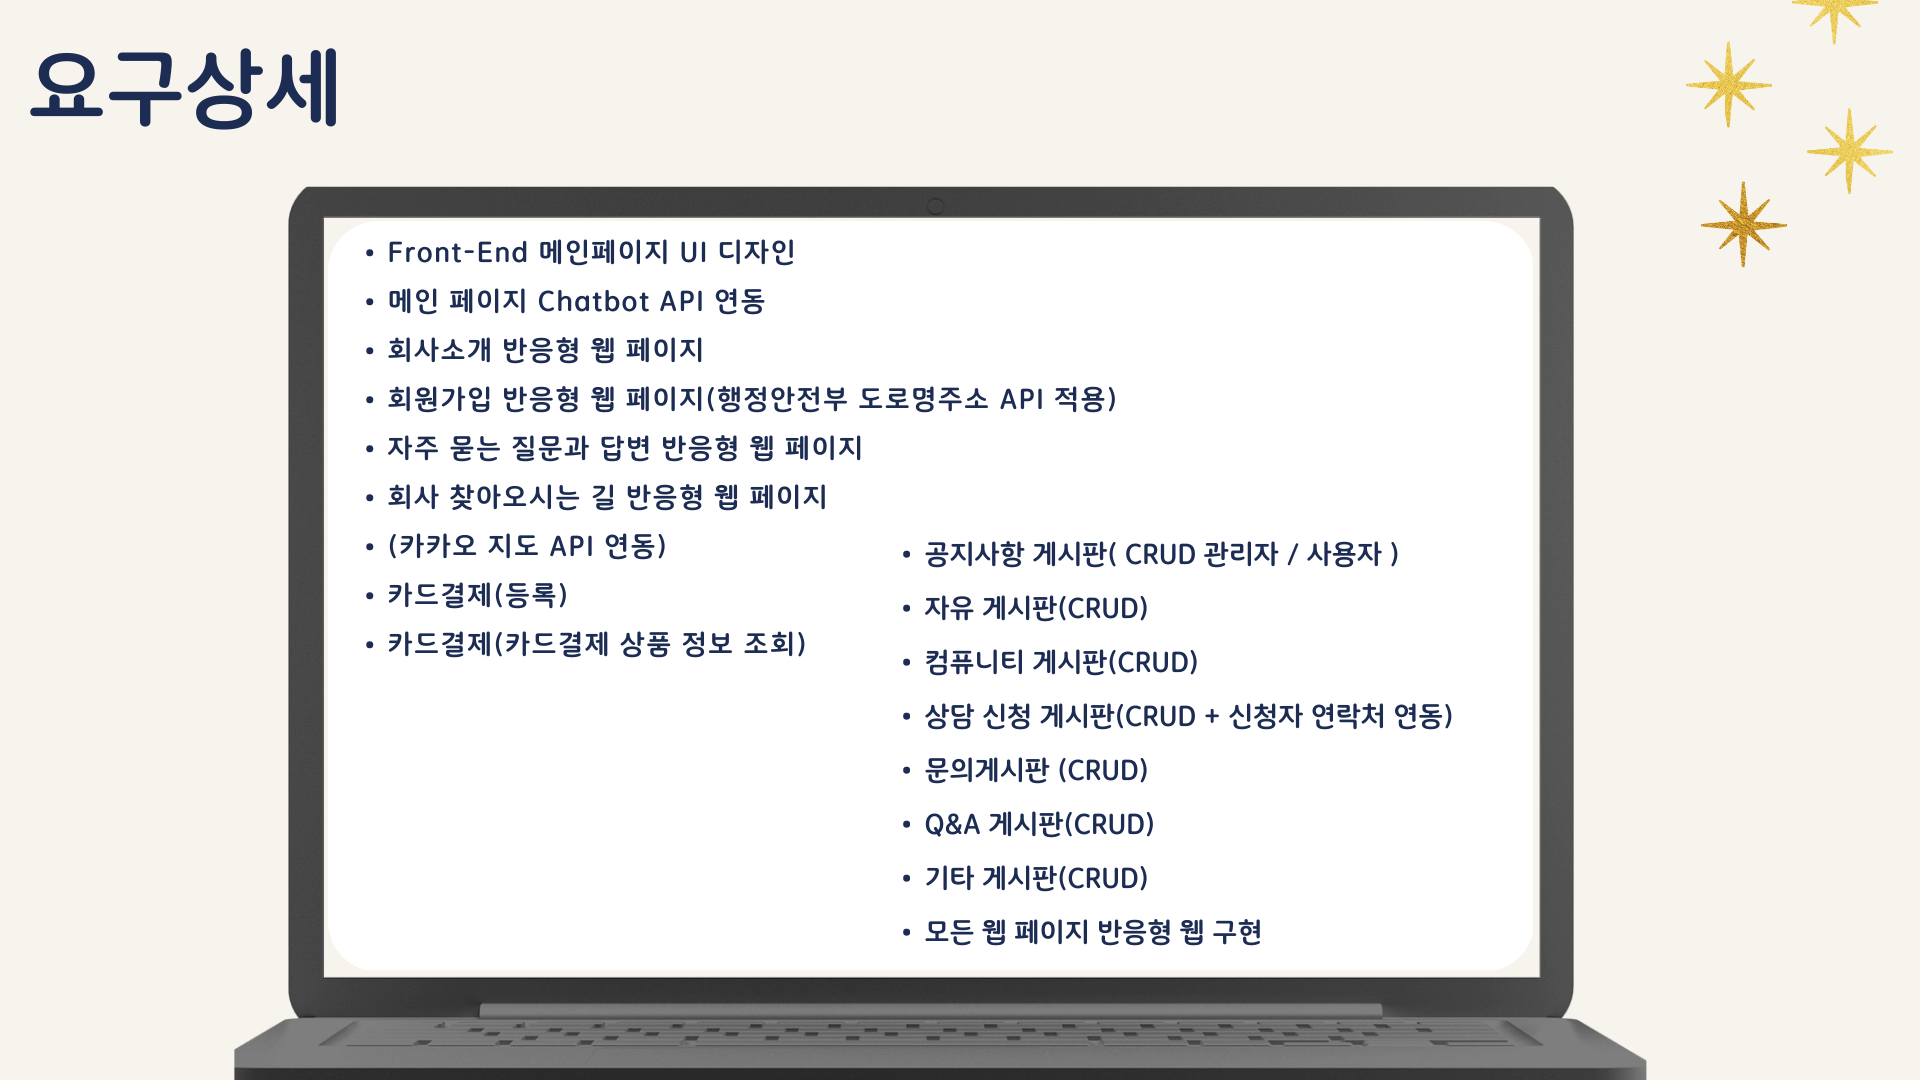 요구상세
• Front-End 메인페이지 UI 디자인
• 메인 페이지 Chatbot API 연동
• 회사소개 반응형 웹 페이지
• 회원가입 반응형 웹 페이지(행정안전부 도로명주소 API 적용)
• 자주 묻는 질문과 답변 반응형 웹 페이지
• 회사 찾아오시는 길 반응형 웹 페이지
• (카카오 지도 API 연동)
• 카드결제(등록)
• 카드결제(카드결제 상품 정보 조회)
• 공지사항 게시판( CRUD 관리자 / 사용자 )
• 자유 게시판(CRUD)
• 컴퓨니티 게시판(CRUD)
• 상담 신청 게시판(CRUD + 신청자 연락처 연동)
• 문의게시판 (CRUD)
• Q&A 게시판(CRUD)
• 기타 게시판(CRUD)
• 모든 웹 페이지 반응형 웹 구현